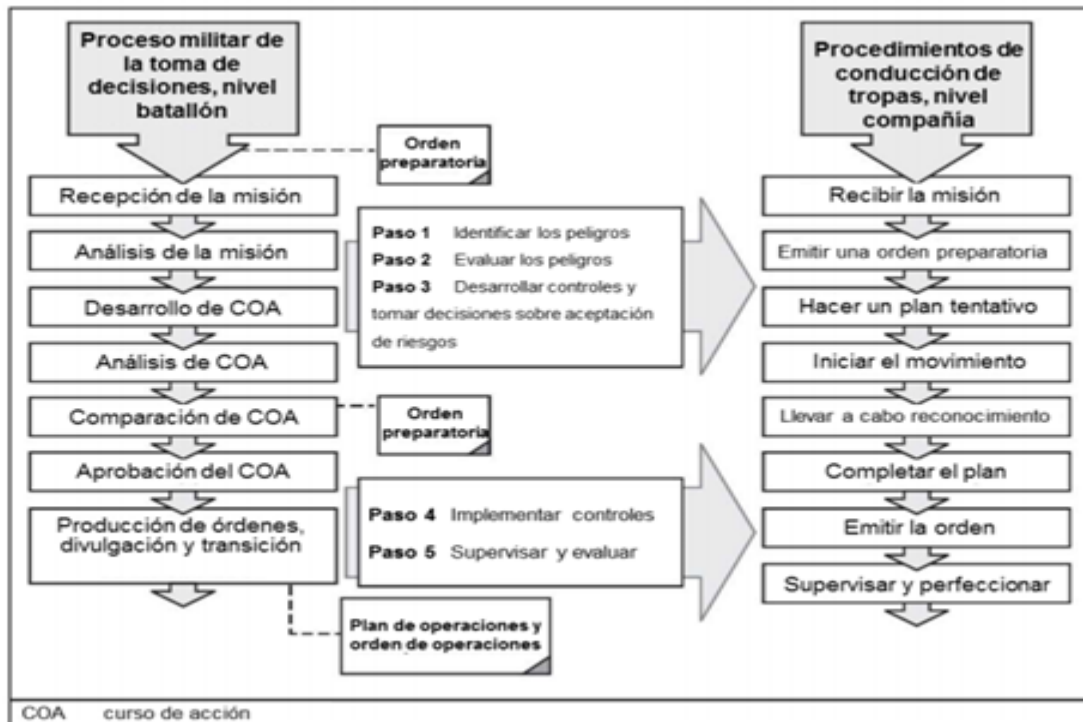 Proceso militar de
la toma de
decisiones, nivel
batallón
Orden
preparatoria
Recepción de la misión
Análisis de la misión
Desarrollo de COA
Análisis de COA
Comparación de COA
Orden
preparatoria
Aprobación del COA
Producción de órdenes,
divulgación y transición
Plan de operaciones y
orden de operaciones
Paso 1 Identificar los peligros
Paso 2 Evaluar los peligros
Paso 3 Desarrollar controles y
tomar decisiones sobre aceptación
de riesgos
Paso 4 Implementar controles
Paso 5 Supervisar y evaluar
Procedimientos de
conducción de
tropas, nivel
compañía
Recibir la misión
Emitir una orden preparatoria
Hacer un plan tentativo
Iniciar el movimiento
Llevar a cabo reconocimiento
Completar el plan
Emitir la orden
Supervisar y perfeccionar
COA curso de acción